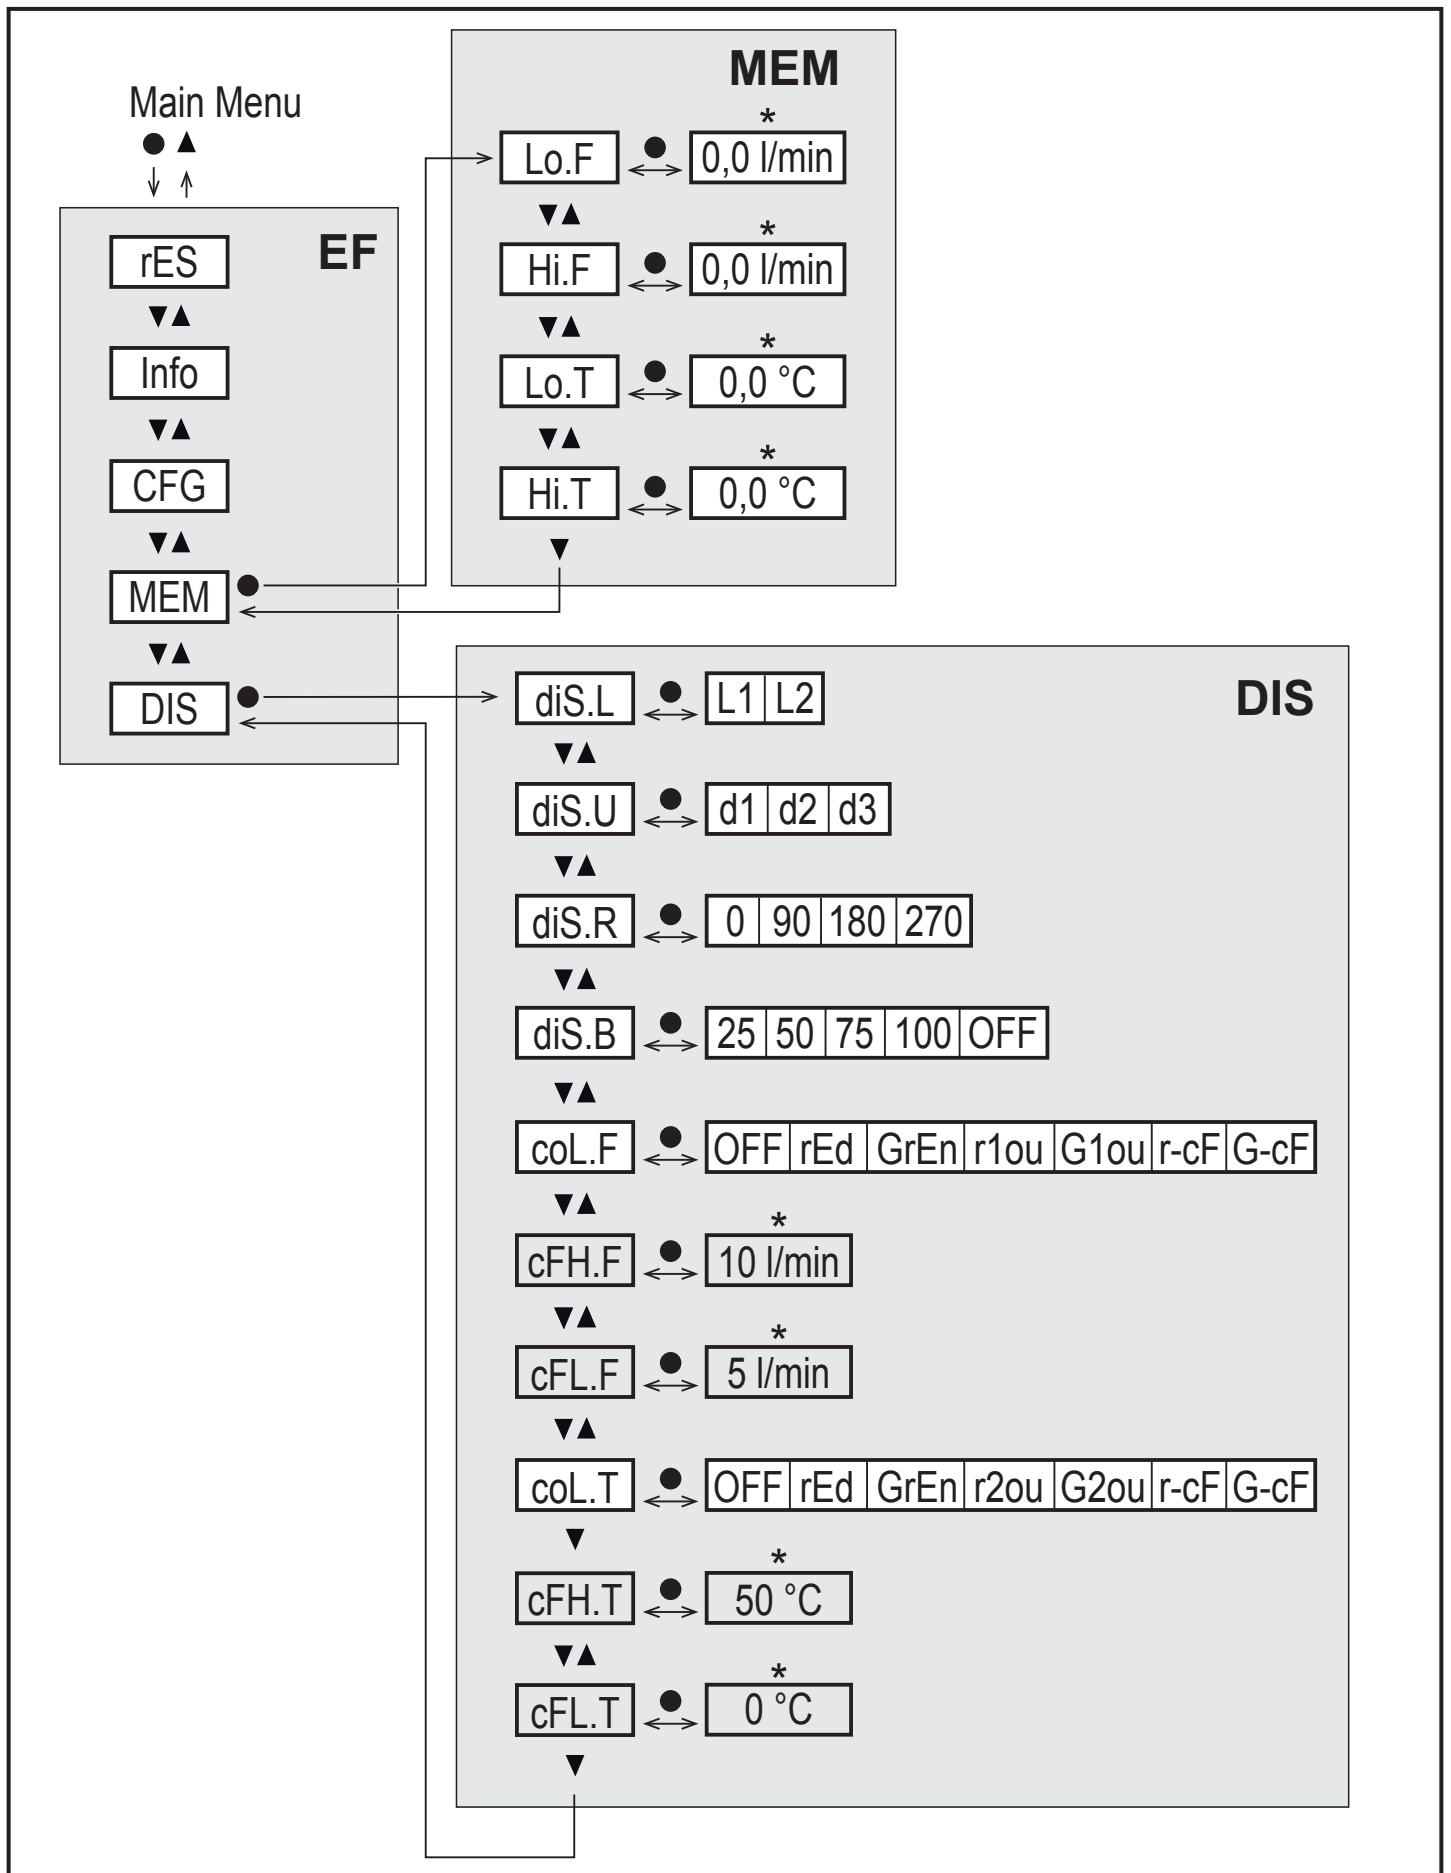 Main Menu
EF
rES
Info
CFG
MEM
DIS
MEM
Lo.F
*
0,0 l/min
Hi.F
*
0,0 l/min
Lo.T
*
0,0 °C
Hi.T
*
0,0 °C
DIS
diS.L L1 L2
diS.U d1 d2 d3
diS.R 0 90 180 270
diS.B 25 50 75 100 OFF
coL.F OFF rEd GrEn r1ou G1ou r-cF G-cF
*
cFH.F 10 l/min
*
cFL.F 5 l/min
coL.T OFF rEd GrEn r2ou G2ou r-cF G-cF
*
cFH.T 50 °C
*
cFL.T 0 °C